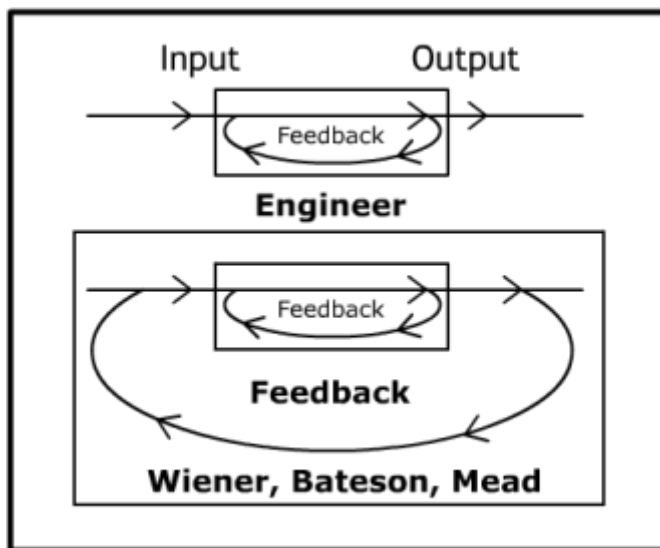 Input Output
Feedback
Engineer
Feedback
Feedback
Wiener, Bateson, Mead